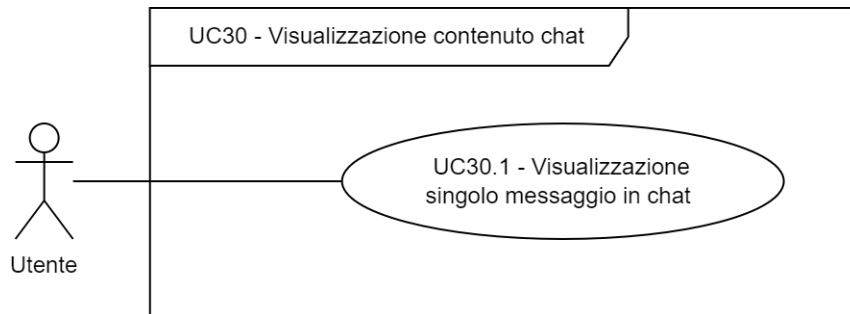 UC30 - Visualizzazione contenuto chat
UC30.1 - Visualizzazione
singolo messaggio in chat
Utente